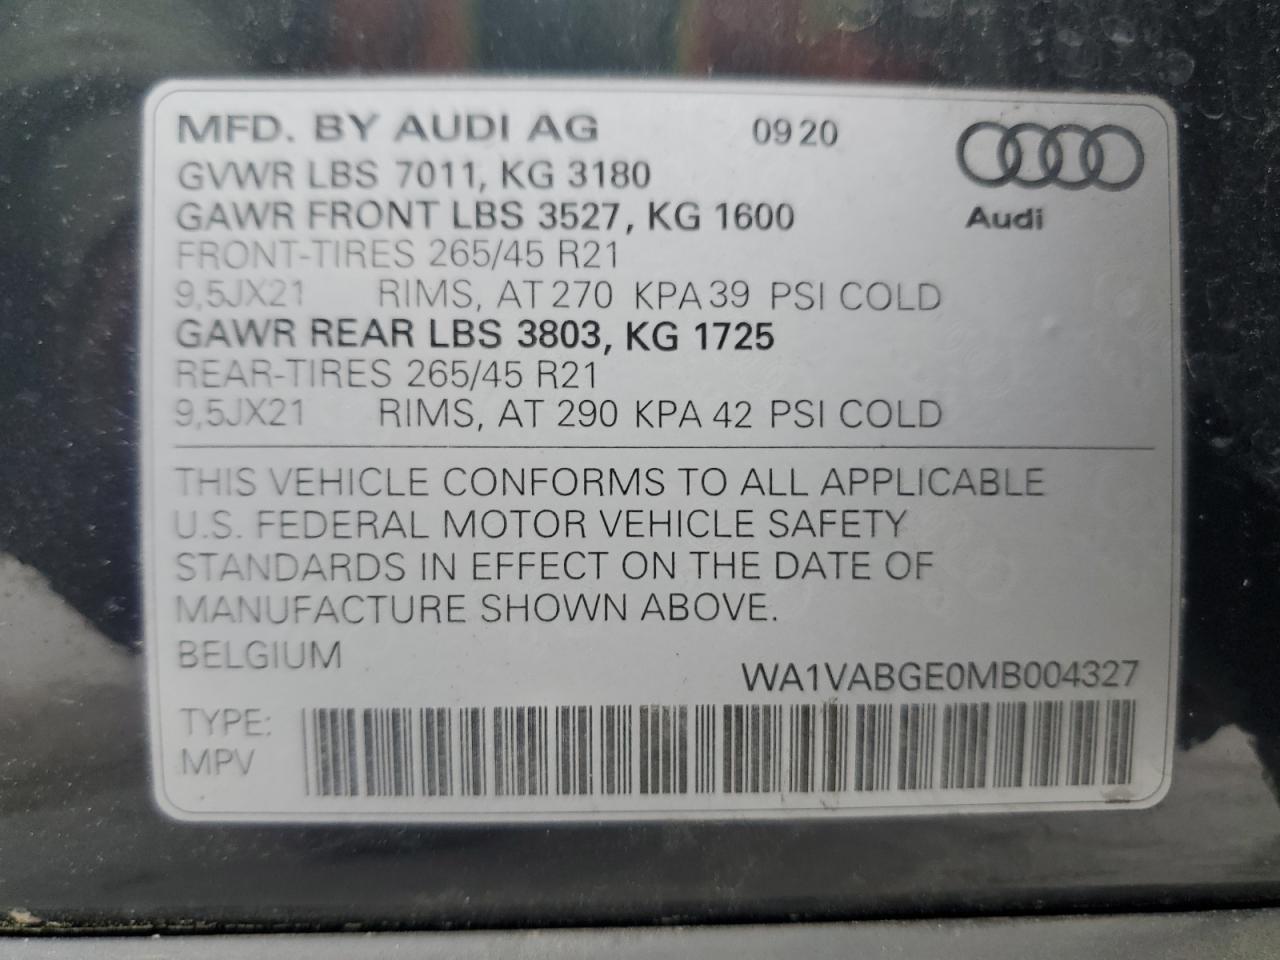 MFD. BY AUDI AG 0920
GVWR LBS 7011, KG 3180
GAWR FRONT LBS 3527, KG 1600
Audi
FRONT-TIRES 265/45 R21
9,5JX21 RIMS, AT 270 KPA 39 PSI COLD
GAWR REAR LBS 3803, KG 1725
REAR-TIRES 265/45 R21
9,5JX21 RIMS, AT 290 KPA 42 PSI COLD
THIS VEHICLE CONFORMS TO ALL APPLICABLE
U.S. FEDERAL MOTOR VEHICLE SAFETY
STANDARDS IN EFFECT ON THE DATE OF
MANUFACTURE SHOWN ABOVE.
BELGIUM
WA1VABGE0MB004327
TYPE:
MPV